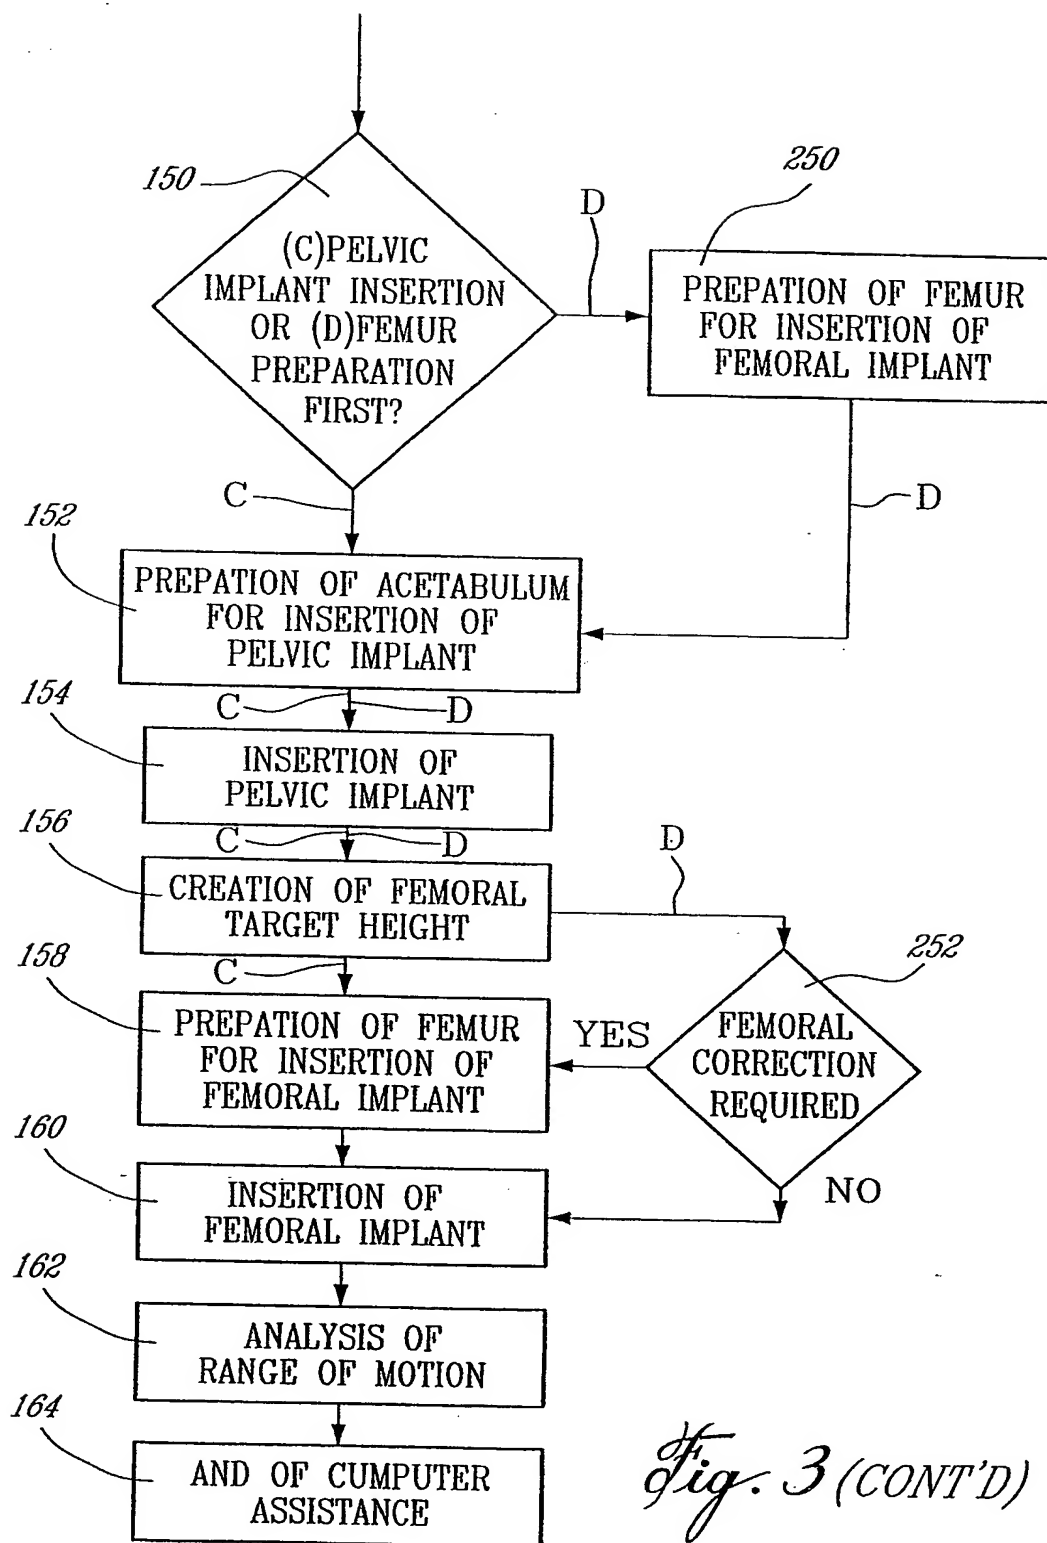 150
(C)PELVIC
IMPLANT INSERTION
OR (D)FEMUR
PREPARATION
FIRST?
D
250
PREPATION OF FEMUR
FOR INSERTION OF
FEMORAL IMPLANT
C
D
152
PREPATION OF ACETABULUM
FOR INSERTION OF
PELVIC IMPLANT
C
D
154
INSERTION OF
PELVIC IMPLANT
C
D
156
CREATION OF FEMORAL
TARGET HEIGHT
D
C
252
FEMORAL
CORRECTION
REQUIRED
YES
NO
158
PREPATION OF FEMUR
FOR INSERTION OF
FEMORAL IMPLANT
160
INSERTION OF
FEMORAL IMPLANT
162
ANALYSIS OF
RANGE OF MOTION
164
AND OF CUMPUTER
ASSISTANCE
Fig. 3 (CONT'D)